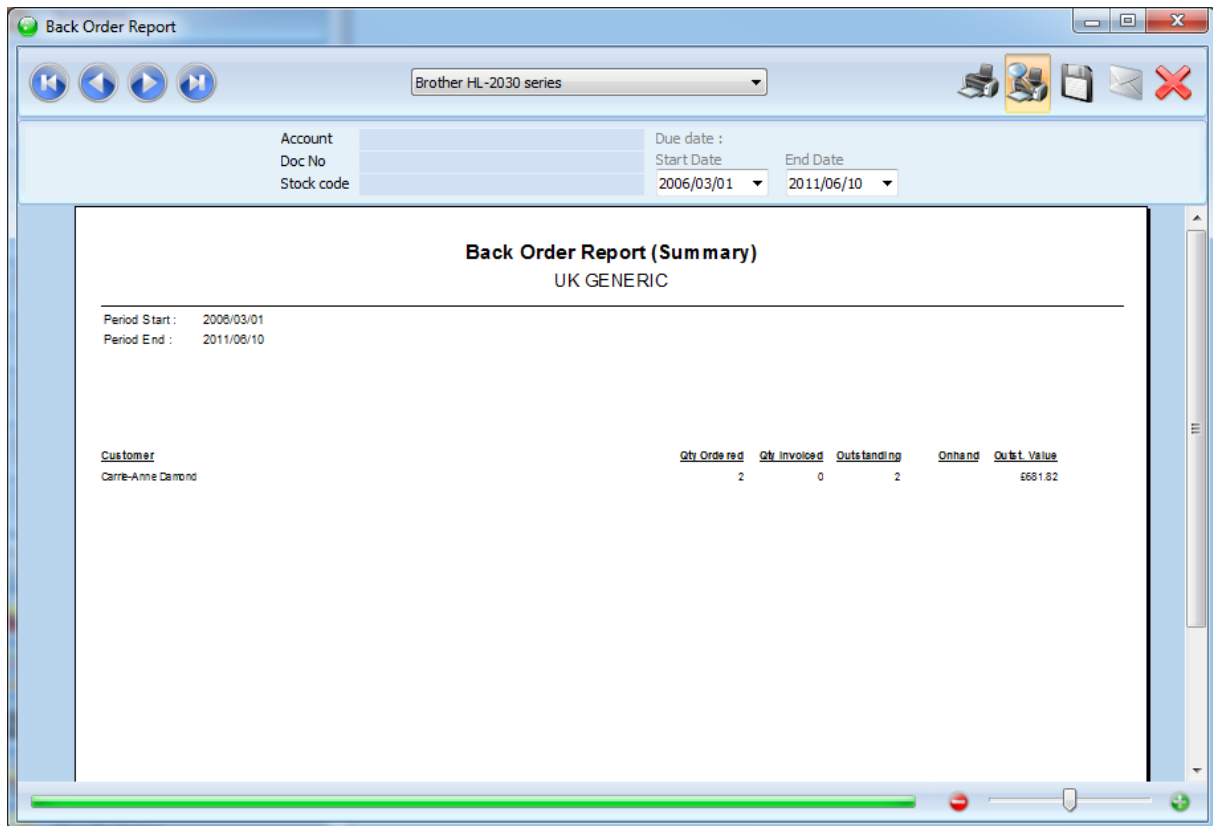 Back Order Report
Brother HL-2030 series
Account
Due date :
Doc No
Start Date End Date
Stock code
2006/03/01 2011/06/10
Back Order Report (Summary)
UK GENERIC
Period Start : 2006/03/01
Period End : 2011/06/10
Customer Qty Ordered Qty Invoiced Outstanding Onhand Outst. Value
Carrie-Anne Damond 2 0 2 £681.82